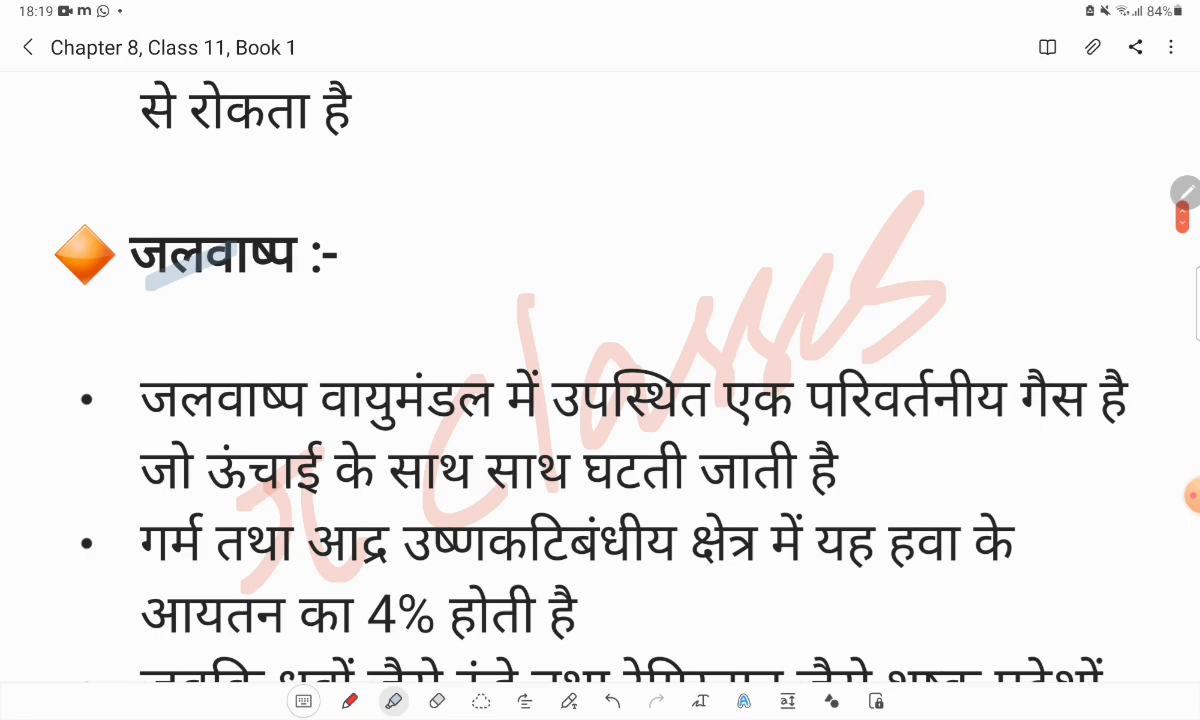 18:19 m
84%
Chapter 8, Class 11, Book 1
से रोकता है
जलवाष्प :-
• जलवाष्प वायुमंडल में उपस्थित एक परिवर्तनीय गैस है
जो ऊंचाई के साथ साथ घटती जाती है
• गर्म तथा आद्र उष्णकटिबंधीय क्षेत्र में यह हवा के
आयतन का 4% होती है
π Classes